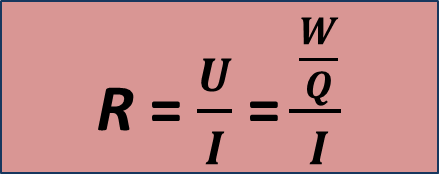 R = U/I = (W/Q)/I